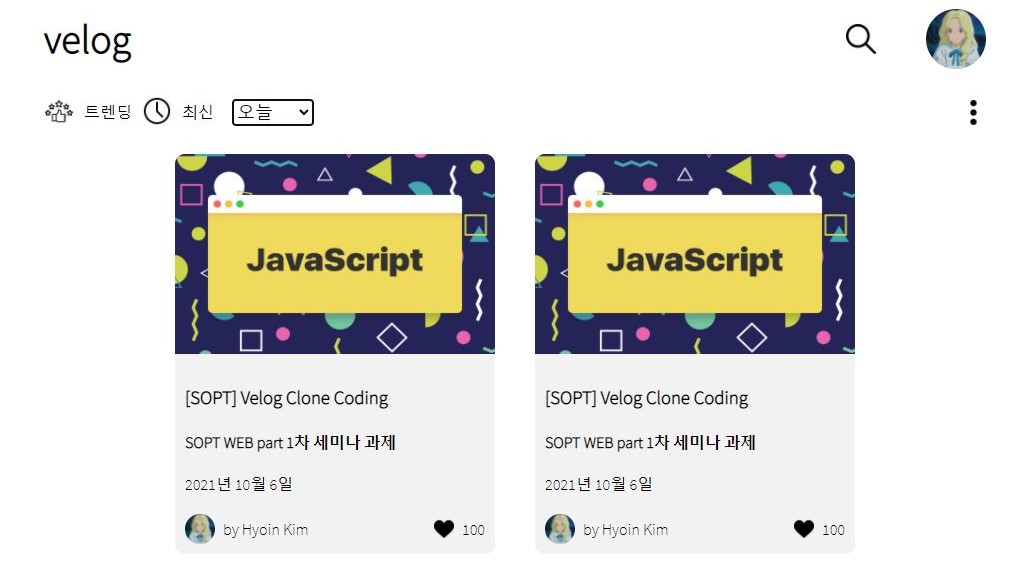 velog
트렌딩 최신 오늘
JavaScript JavaScript
[SOPT] Velog Clone Coding [SOPT] Velog Clone Coding
SOPT WEB part 1차 세미나 과제 SOPT WEB part 1차 세미나 과제
2021년 10월 6일 2021년 10월 6일
by Hyoin Kim 100 by Hyoin Kim 100